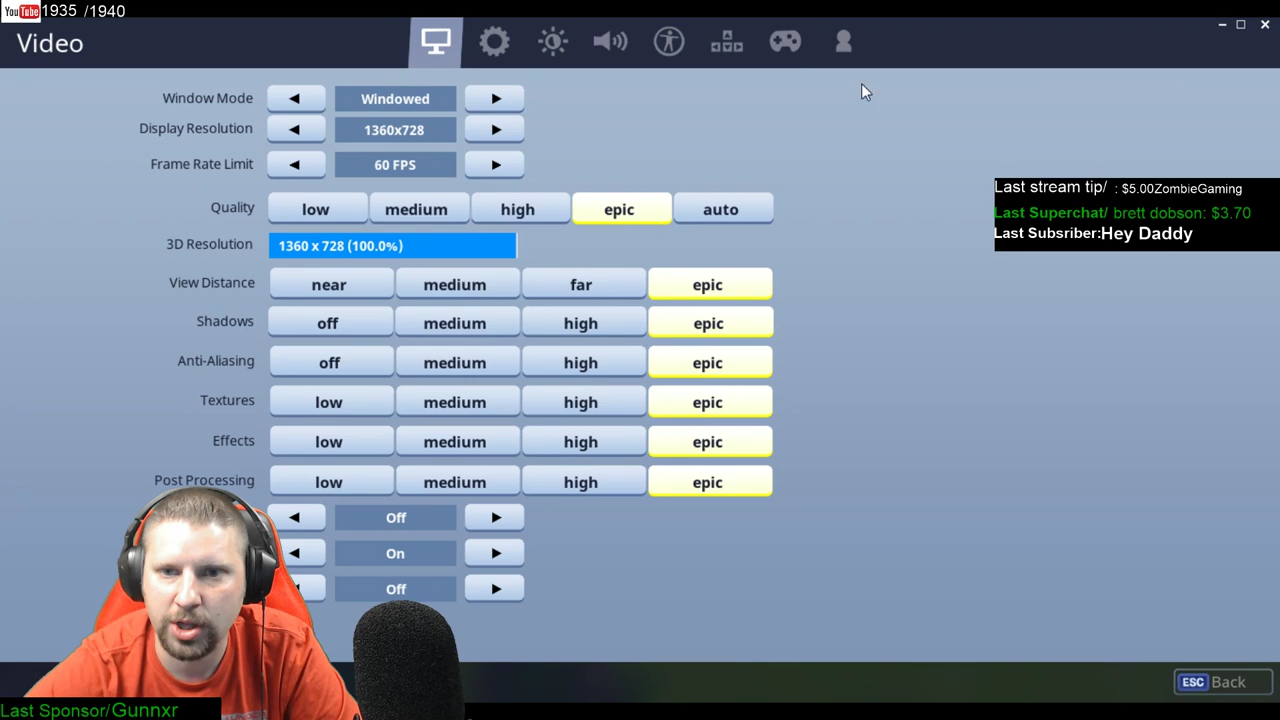 YouTube 1935 /1940
Video
Window Mode Windowed
Display Resolution 1360x728
Frame Rate Limit 60 FPS
Quality low medium high epic auto
3D Resolution 1360 x 728 (100.0%)
View Distance near medium far epic
Shadows off medium high epic
Anti-Aliasing off medium high epic
Textures low medium high epic
Effects low medium high epic
Post Processing low medium high epic
Off
On
Off
Last stream tip/ : $5.00ZombieGaming
Last Superchat/ brett dobson: $3.70
Last Subsriber:Hey Daddy
ESC Back
Last Sponsor/Gunnxr